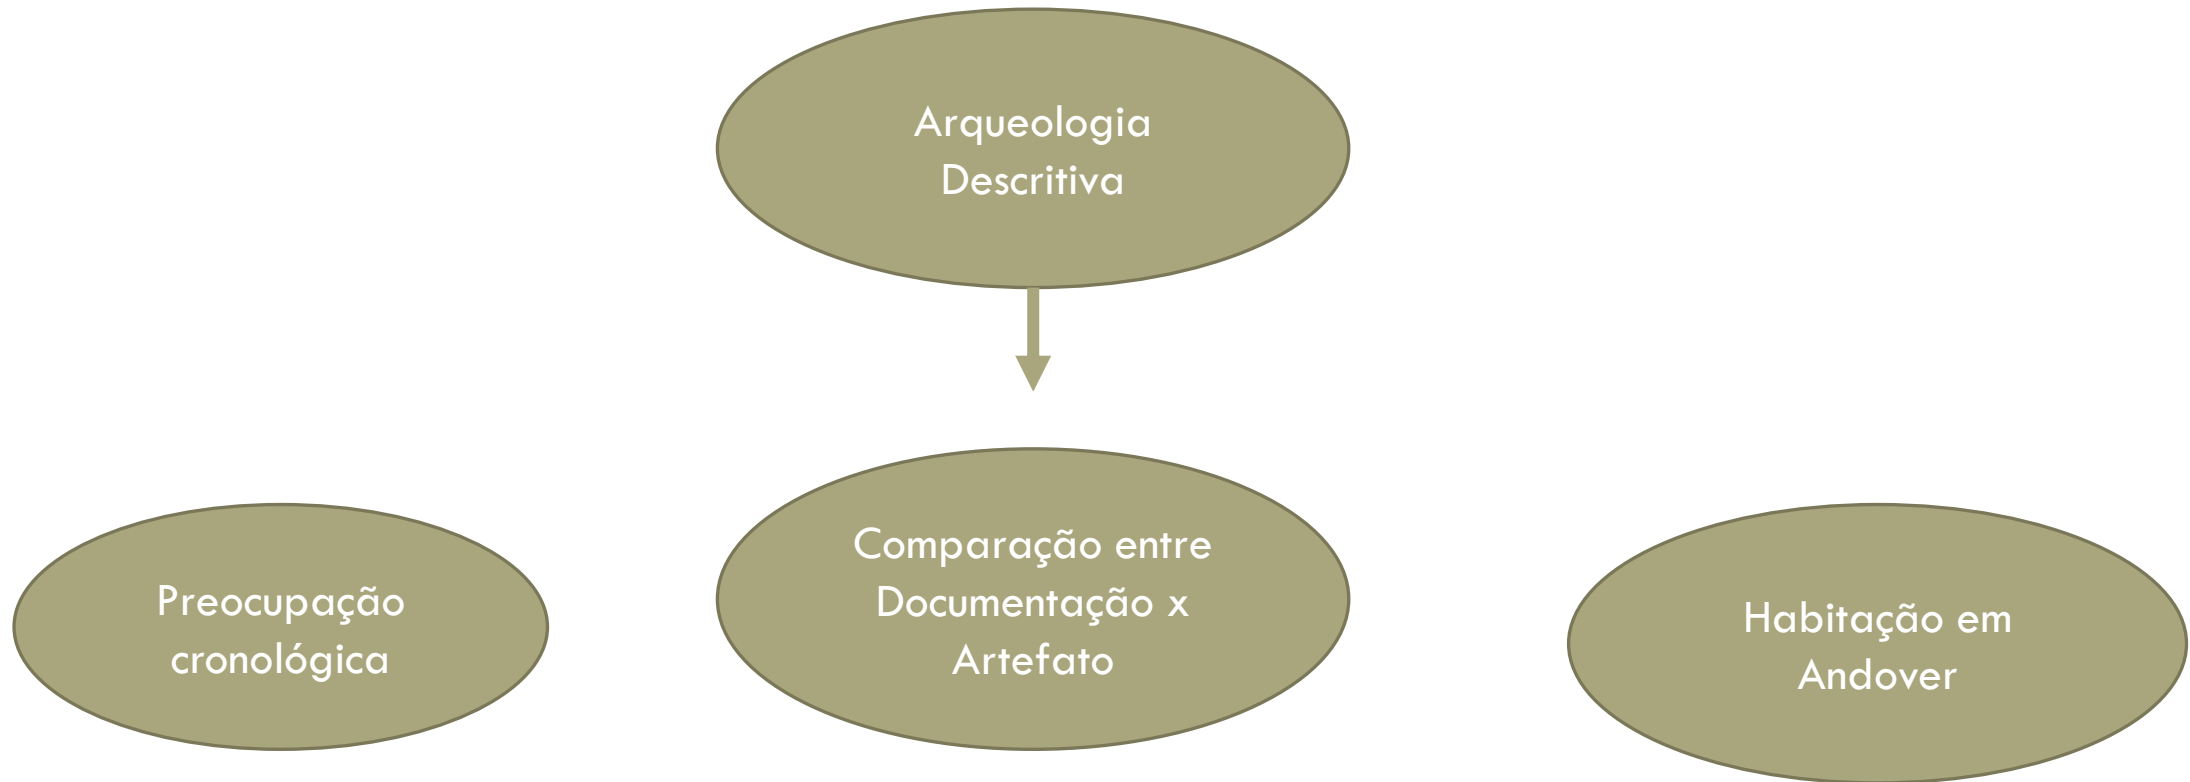 Arqueologia
Descritiva
Preocupação
cronológica
Comparação entre
Documentação x
Artefato
Habitação em
Andover